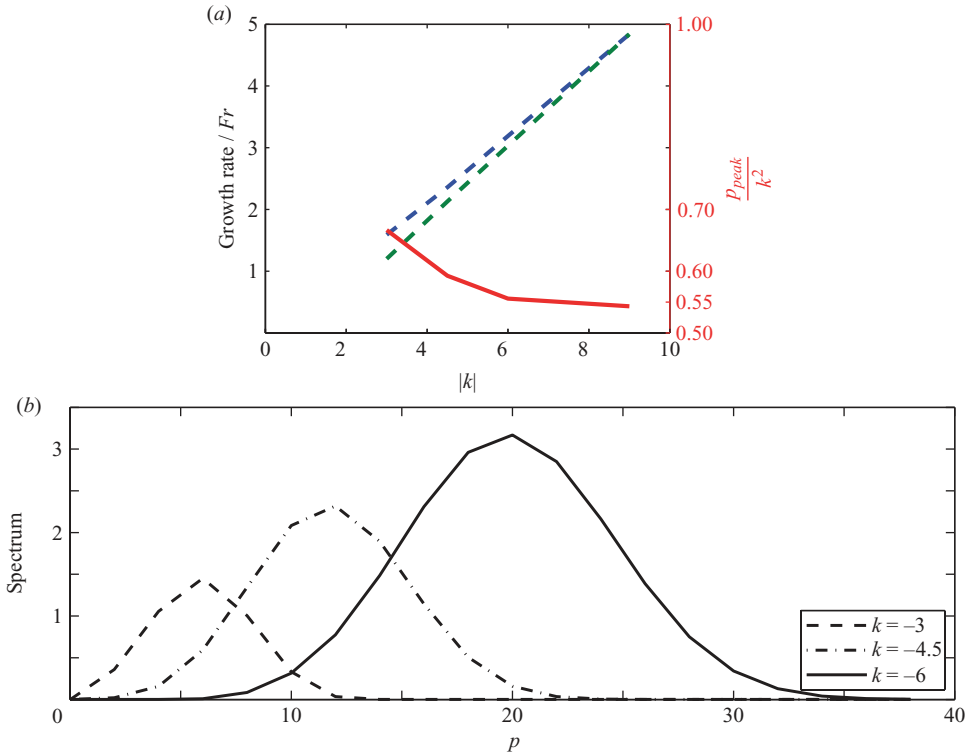 (a)
5
4
3
2
1
Growth rate / Fr
0
2
4
6
8
10
|k|
1.00
0.70
0.60
0.55
0.50
p_peak
k²
(b)
3
2
1
Spectrum
0
10
20
30
40
p
k = –3
k = –4.5
k = –6